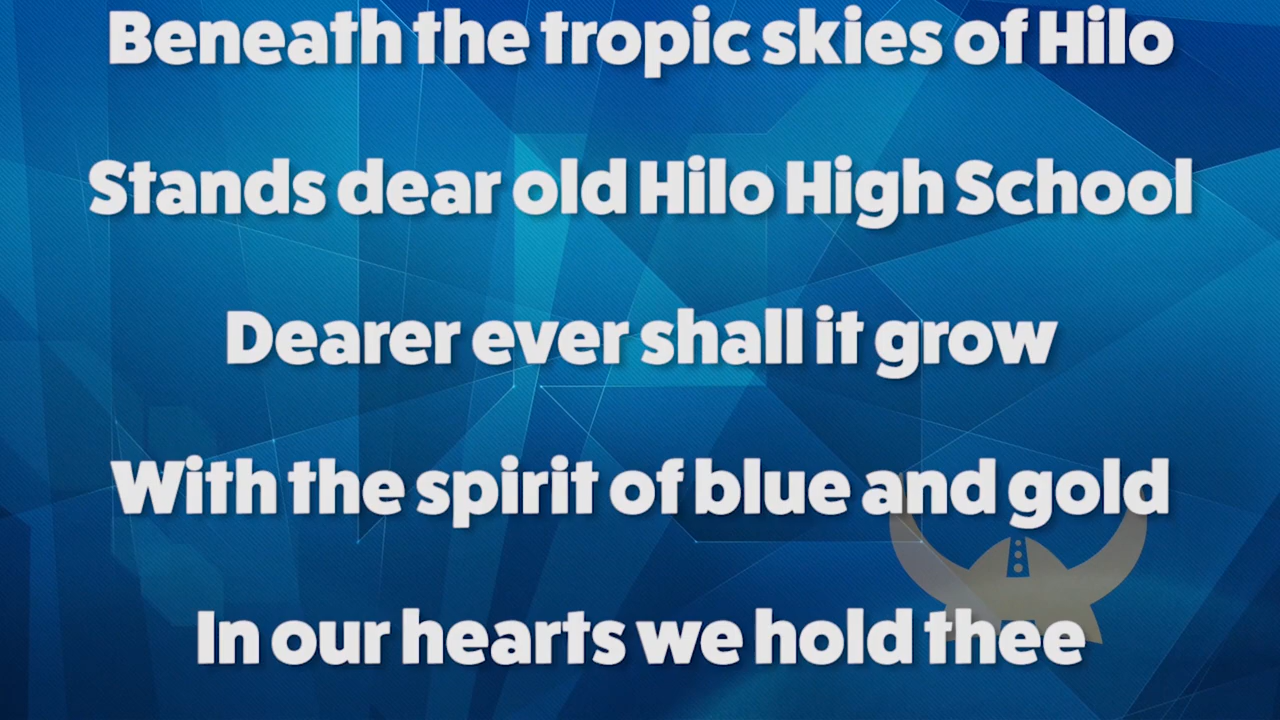 Beneath the tropic skies of Hilo
Stands dear old Hilo High School
Dearer ever shall it grow
With the spirit of blue and gold
In our hearts we hold thee